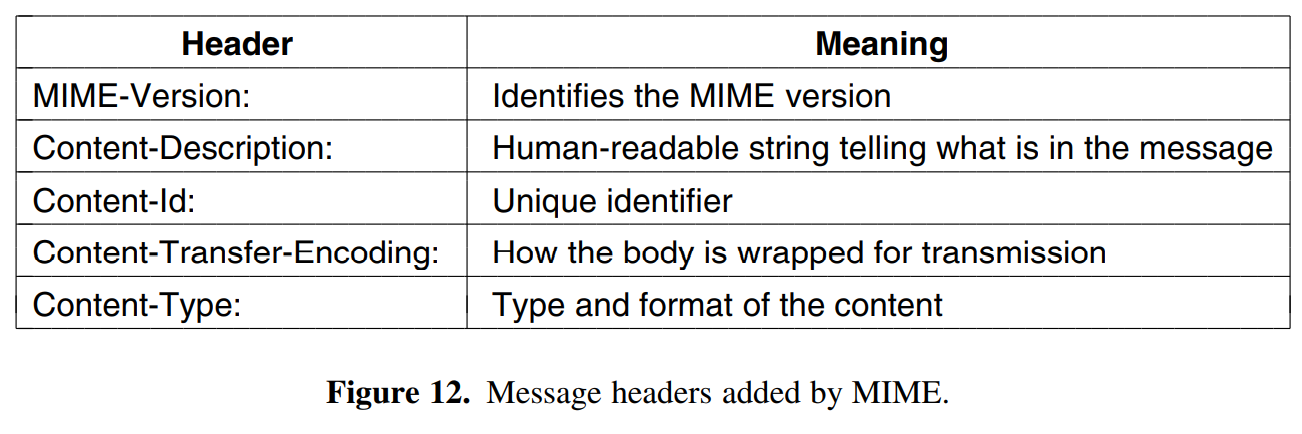 Header Meaning
MIME-Version: Identifies the MIME version
Content-Description: Human-readable string telling what is in the message
Content-Id: Unique identifier
Content-Transfer-Encoding: How the body is wrapped for transmission
Content-Type: Type and format of the content
Figure 12. Message headers added by MIME.